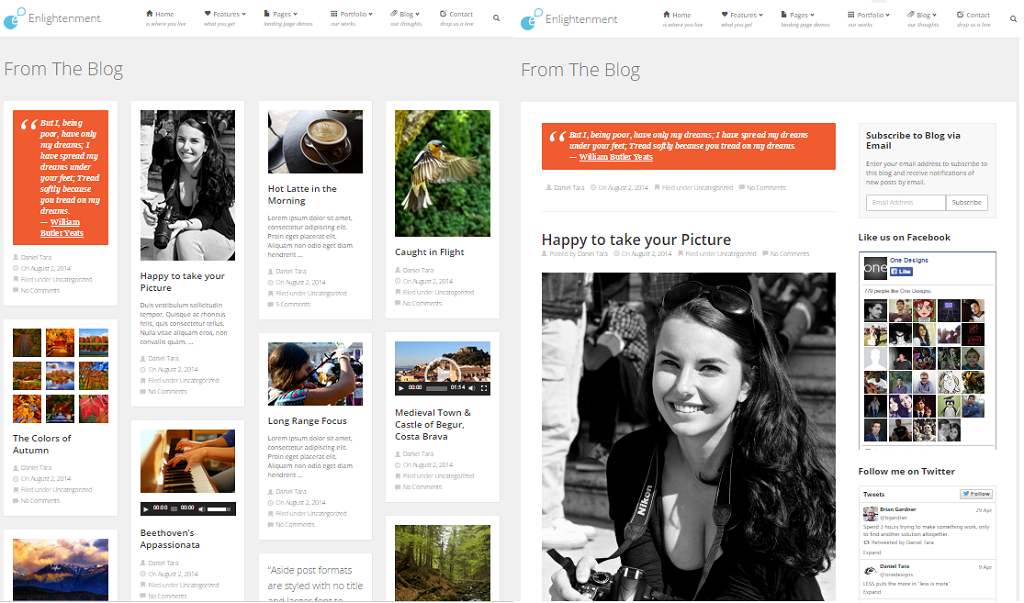 Enlightenment
Home
is where you live
Features
what you get
Pages
landing page demos
Portfolio
our works
Blog
our thoughts
Contact
drop us a line
From The Blog
“ But I, being
poor, have only
my dreams; I
have spread my
dreams under
your feet; Tread
softly because
you tread on my
dreams.
— William
Butler Yeats
Daniel Tara
On August 2, 2014
Filed under Uncategorized
No Comments
The Colors of
Autumn
Daniel Tara
On August 2, 2014
Filed under Uncategorized
No Comments
Happy to take your
Picture
Duis vestibulum sollicitudin
tempor. Quisque ac rhoncus
felis, quis consectetur tellus.
Nulla vitae aliquam eros, non
convallis quam. ...
Daniel Tara
On August 2, 2014
Filed under Uncategorized
No Comments
00:00 00:00
Beethoven's
Appassionata
Daniel Tara
On August 2, 2014
Filed under Uncategorized
No Comments
Hot Latte in the
Morning
Lorem ipsum dolor sit amet,
consectetur adipiscing elit.
Proin eget placerat elit.
Aliquam non odio eget diam
hendrerit ...
Daniel Tara
On August 2, 2014
Filed under Uncategorized
5 Comments
Long Range Focus
Lorem ipsum dolor sit amet,
consectetur adipiscing elit.
Proin eget placerat elit.
Aliquam non odio eget diam
hendrerit ...
Daniel Tara
On August 2, 2014
Filed under Uncategorized
No Comments
“Aside post formats
are styled with no title
and larger font to
Caught in Flight
Daniel Tara
On August 2, 2014
Filed under Uncategorized
No Comments
00:00 01:14
Medieval Town &
Castle of Begur,
Costa Brava
Daniel Tara
On August 2, 2014
Filed under Uncategorized
No Comments
Enlightenment
Home
is where you live
Features
what you get
Pages
landing page demos
Portfolio
our works
Blog
our thoughts
Contact
drop us a line
From The Blog
“ But I, being poor, have only my dreams; I have spread my dreams
under your feet; Tread softly because you tread on my dreams.
— William Butler Yeats
Daniel Tara On August 2, 2014 Filed under Uncategorized No Comments
Happy to take your Picture
Posted by Daniel Tara On August 2, 2014 Filed under Uncategorized No Comments
Nikon
Subscribe to Blog via
Email
Enter your email address to subscribe to
this blog and receive notifications of
new posts by email.
Email Address Subscribe
Like us on Facebook
one
One Designs
Like
779 people like One Designs.
Follow me on Twitter
Tweets Follow
Brian Gardner 29 Apr
@bgardner
Spend 3 hours trying to make something work, only
to find another solution altogether.
Retweeted by Daniel Tara
Expand
Daniel Tara 9 Apr
@onedesigns
LESS puts the more in "less is more".
Expand